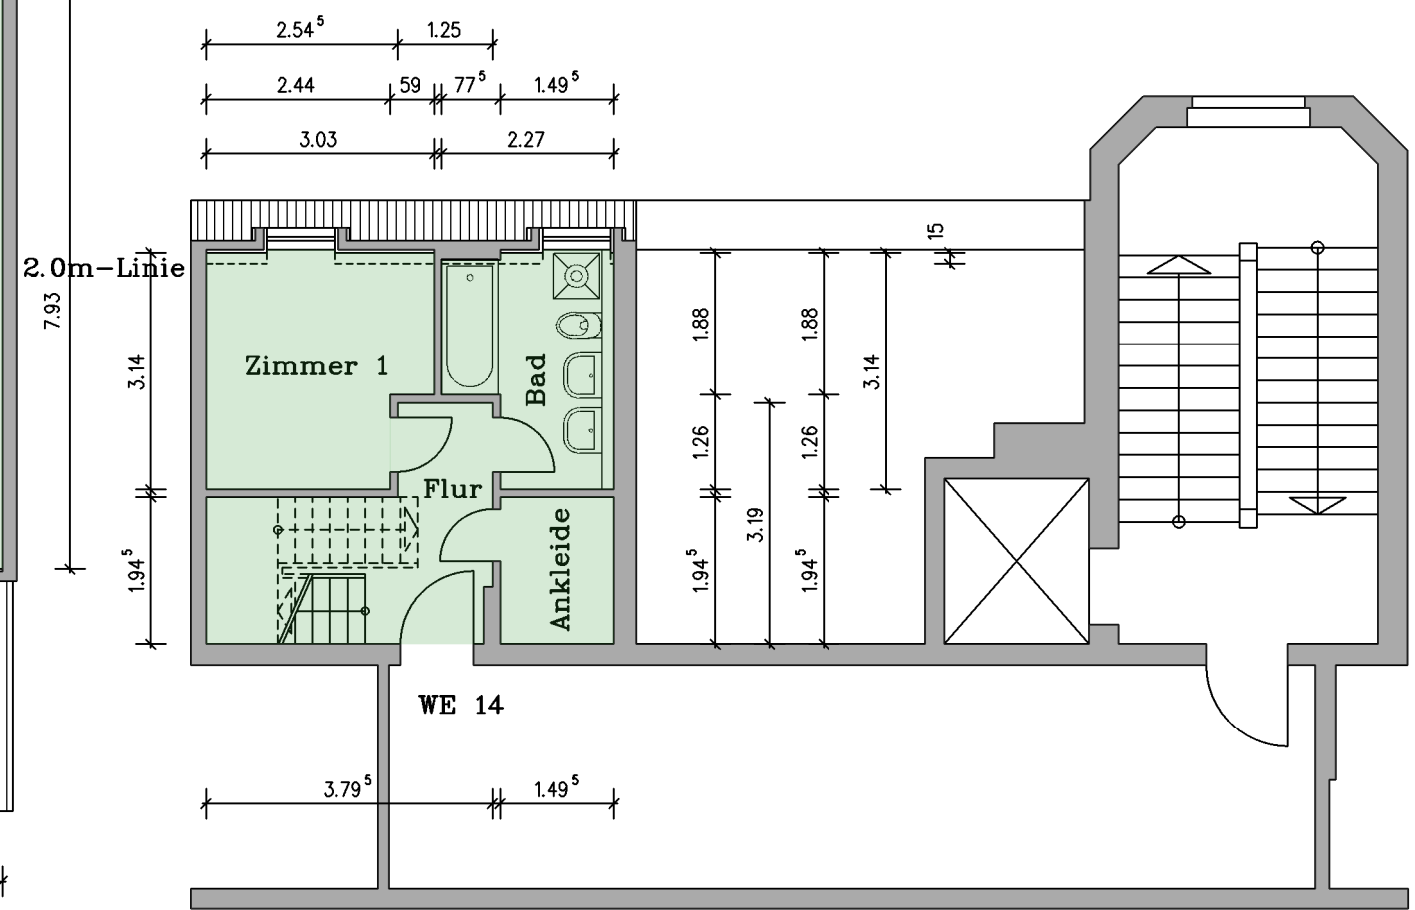 2.54⁵ 1.25
2.44 59 77⁵ 1.49⁵
3.03 2.27
2.0m-Linie
7.93
3.14
1.94⁵
Zimmer 1
Bad
Flur
Ankleide
1.88
1.26
1.94⁵
3.19
1.88
1.26
1.94⁵
3.14
15
WE 14
3.79⁵ 1.49⁵